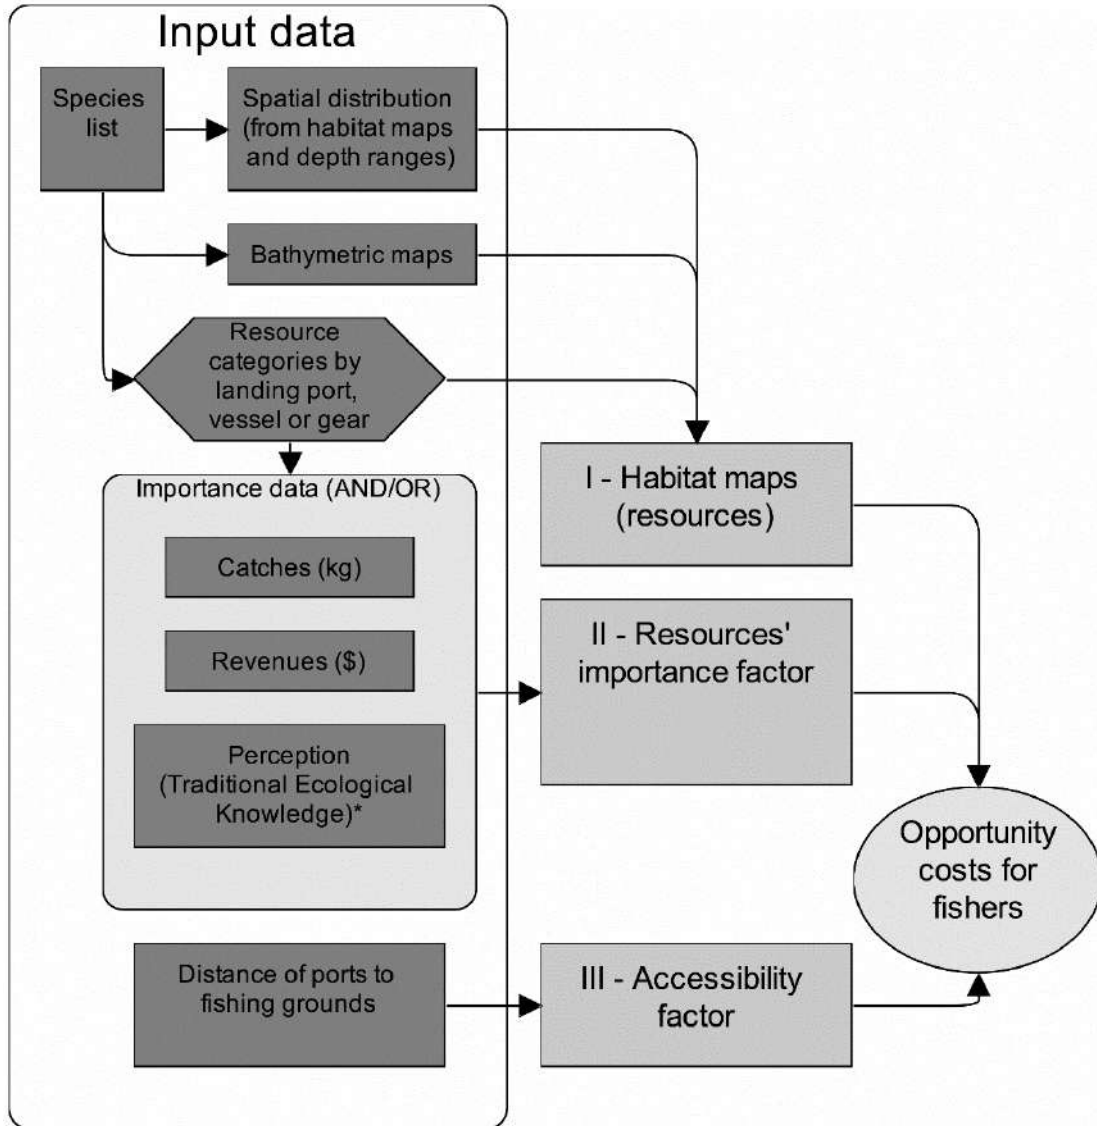 Input data
Species
list
Spatial distribution
(from habitat maps
and depth ranges)
Bathymetric maps
Resource
categories by
landing port,
vessel or gear
Importance data (AND/OR)
Catches (kg)
Revenues ($)
Perception
(Traditional Ecological
Knowledge)*
Distance of ports to
fishing grounds
I - Habitat maps
(resources)
II - Resources'
importance factor
III - Accessibility
factor
Opportunity
costs for
fishers